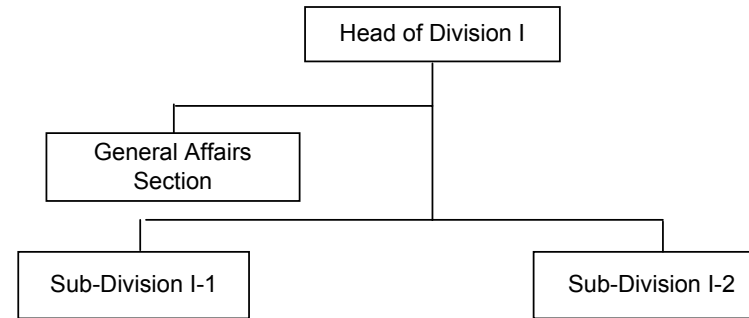 Head of Division I
General Affairs
Section
Sub-Division I-1
Sub-Division I-2